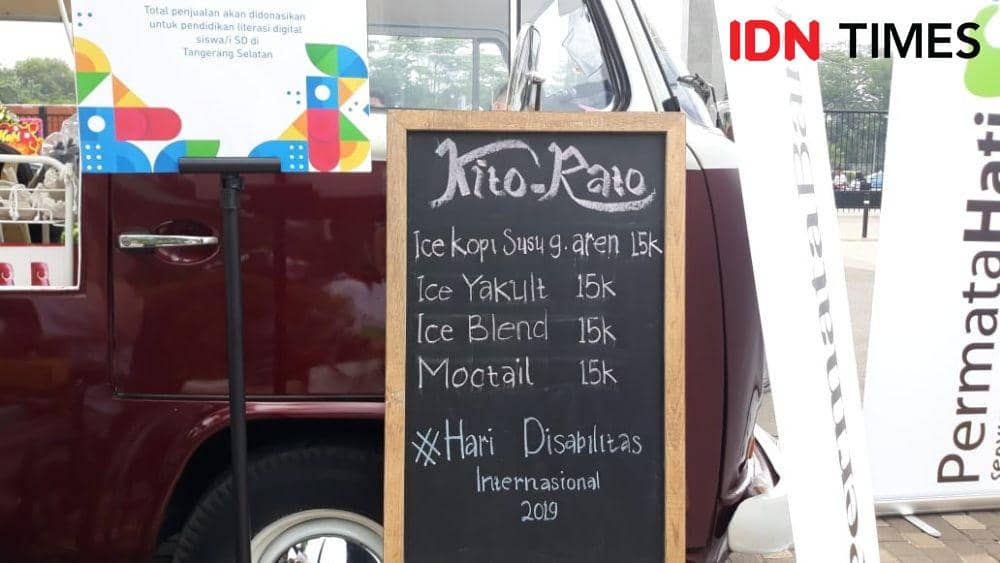 Total penjualan akan didonasikan
untuk pendidikan literasi digital
siswa/i SD di
Tangerang Selatan
IDN TIMES
Kito-Rato
Ice kopi Susu g. aren 15k
Ice Yakult 15k
Ice Blend 15k
Moctail 15k
#Hari Disabilitas
Internasional
2019
PermataBank
PermataHati